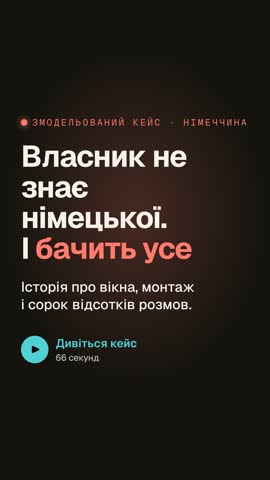 ЗМОДЕЛЬОВАНИЙ КЕЙС · НІМЕЧЧИНА
Власник не
знає
німецької.
І бачить усе
Історія про вікна, монтаж
і сорок відсотків розмов.
Дивіться кейс
66 секунд